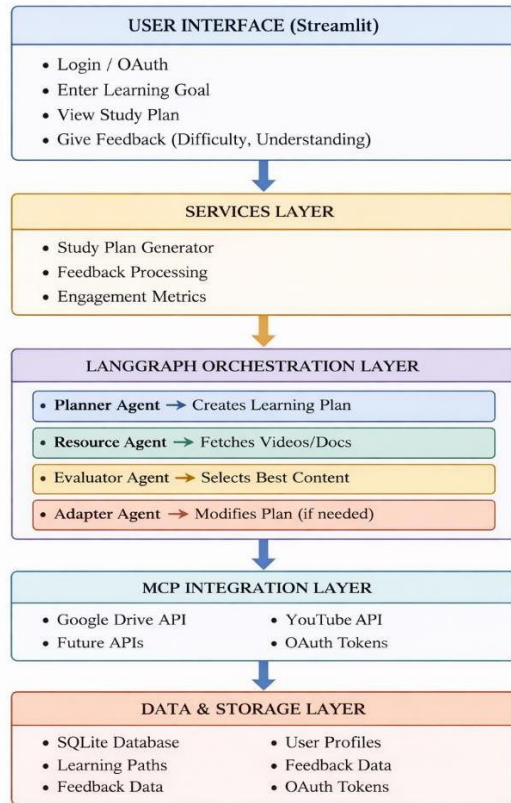 USER INTERFACE (Streamlit)
• Login / OAuth
• Enter Learning Goal
• View Study Plan
• Give Feedback (Difficulty, Understanding)
SERVICES LAYER
• Study Plan Generator
• Feedback Processing
• Engagement Metrics
LANGGRAPH ORCHESTRATION LAYER
• Planner Agent → Creates Learning Plan
• Resource Agent → Fetches Videos/Docs
• Evaluator Agent → Selects Best Content
• Adapter Agent → Modifies Plan (if needed)
MCP INTEGRATION LAYER
• Google Drive API
• Future APIs
• YouTube API
• OAuth Tokens
DATA & STORAGE LAYER
• SQLite Database
• Learning Paths
• Feedback Data
• User Profiles
• Feedback Data
• OAuth Tokens